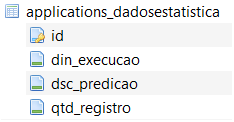 applications_dadosestatistica
id
din_execucao
dsc_predicao
qtd_registro